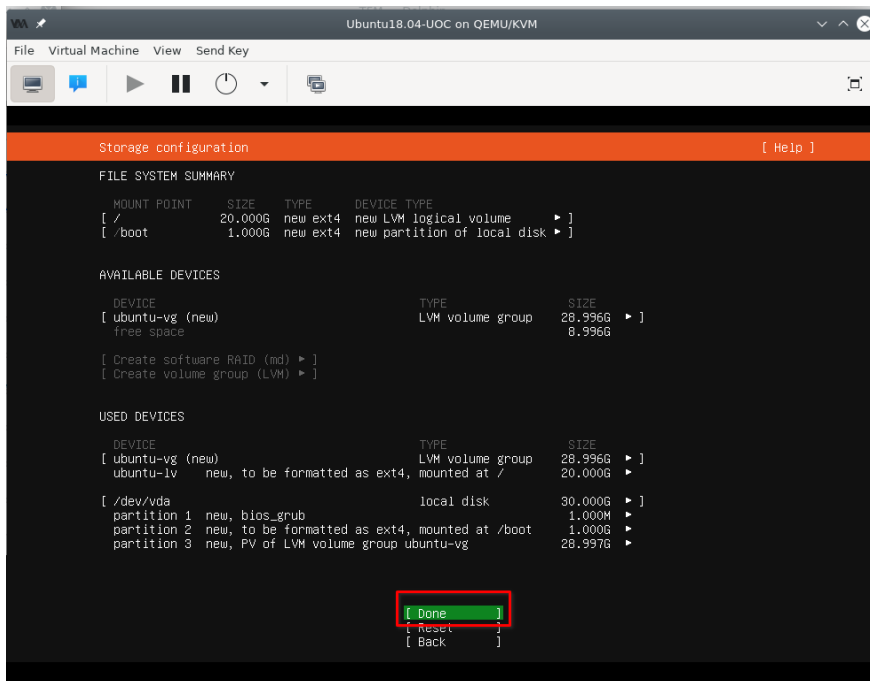 Ubuntu18.04-UOC on QEMU/KVM
File Virtual Machine View Send Key
Storage configuration [ Help ]
FILE SYSTEM SUMMARY
MOUNT POINT SIZE TYPE DEVICE TYPE
[ / 20.000G new ext4 new LVM logical volume ▸ ]
[ /boot 1.000G new ext4 new partition of local disk ▸ ]
AVAILABLE DEVICES
DEVICE TYPE SIZE
[ ubuntu-vg (new) LVM volume group 28.996G ▸ ]
free space 8.996G
[ Create software RAID (md) ▸ ]
[ Create volume group (LVM) ▸ ]
USED DEVICES
DEVICE TYPE SIZE
[ ubuntu-vg (new) LVM volume group 28.996G ▸ ]
ubuntu-lv new, to be formatted as ext4, mounted at / 20.000G ▸
[ /dev/vda local disk 30.000G ▸ ]
partition 1 new, bios_grub 1.000M ▸
partition 2 new, to be formatted as ext4, mounted at /boot 1.000G ▸
partition 3 new, PV of LVM volume group ubuntu-vg 28.997G ▸
[ Done ]
[ Reset ]
[ Back ]